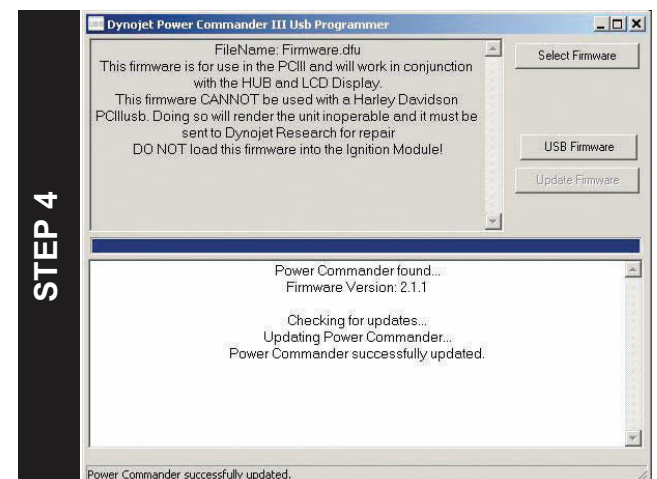 STEP 4
Dynojet Power Commander III Usb Programmer
FileName: Firmware.dfu
This firmware is for use in the PCIII and will work in conjunction
with the HUB and LCD Display.
This firmware CANNOT be used with a Harley Davidson
PCIIIusb. Doing so will render the unit inoperable and it must be
sent to Dynojet Research for repair
DO NOT load this firmware into the Ignition Module!
Select Firmware
USB Firmware
Update Firmware
Power Commander found...
Firmware Version: 2.1.1
Checking for updates...
Updating Power Commander...
Power Commander successfully updated.
Power Commander successfully updated.